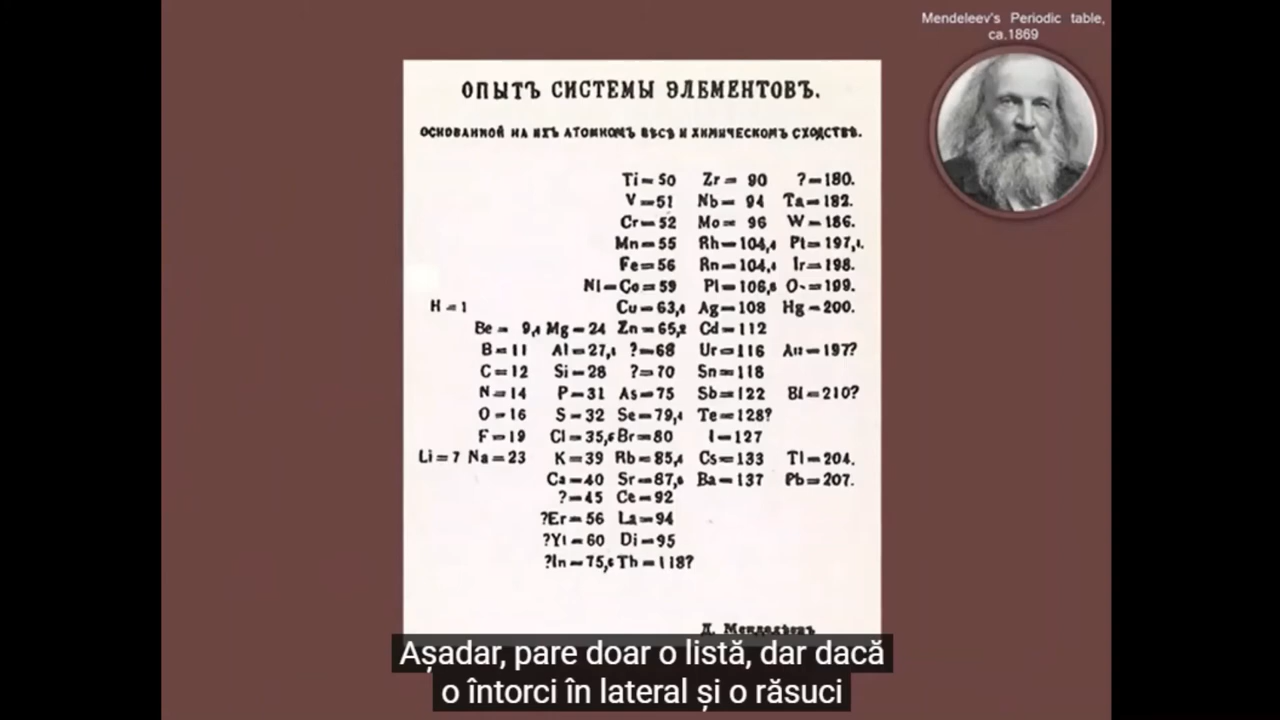 Mendeleev's Periodic table,
ca.1869
ОПЫТЪ СИСТЕМЫ ЭЛЕМЕНТОВЪ.
ОСНОВАННОЙ НА ИХЪ АТОМНОМЪ ВѢСѢ И ХИМИЧЕСКОМЪ СХОДСТВѢ.
Ti=50 Zr=90 ?=180.
V=51 Nb=94 Ta=182.
Cr=52 Mo=96 W=186.
Mn=55 Rh=104,4 Pt=197,1.
Fe=56 Rn=104,4 Ir=198.
Ni=Co=59 Pl=106,6 O-=199.
H=1 Cu=63,4 Ag=108 Hg=200.
Be=9,4 Mg=24 Zn=65,2 Cd=112
B=11 Al=27,1 ?=68 Ur=116 Au=197?
C=12 Si=28 ?=70 Sn=118
N=14 P=31 As=75 Sb=122 Bi=210?
O=16 S=32 Se=79,4 Te=128?
F=19 Cl=35,5 Br=80 I=127
Li=7 Na=23 K=39 Rb=85,4 Cs=133 Tl=204.
Ca=40 Sr=87,6 Ba=137 Pb=207.
?=45 Ce=92
?Er=56 La=94
?Yt=60 Di=95
?In=75,6 Th=118?
Д. Менделѣевъ
Așadar, pare doar o listă, dar dacă
o întorci în lateral și o răsuci